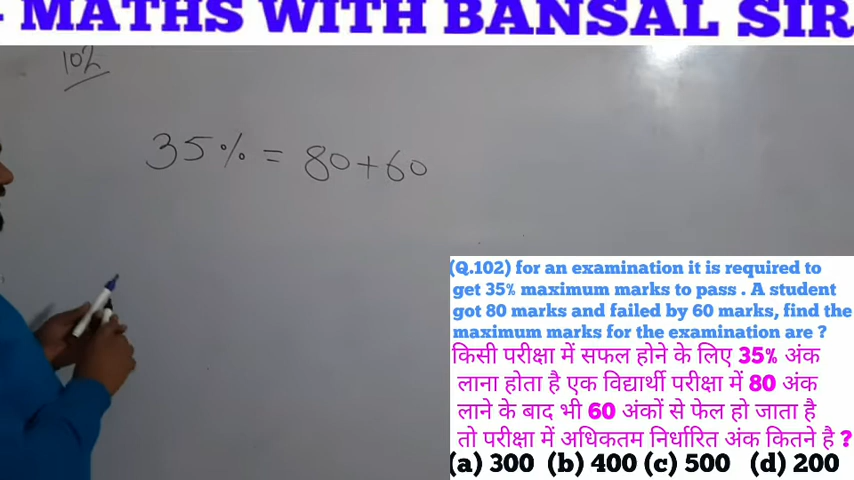 - MATHS WITH BANSAL SIR
102
35% = 80+60
(Q.102) for an examination it is required to
get 35% maximum marks to pass . A student
got 80 marks and failed by 60 marks, find the
maximum marks for the examination are ?
किसी परीक्षा में सफल होने के लिए 35% अंक
लाना होता है एक विद्यार्थी परीक्षा में 80 अंक
लाने के बाद भी 60 अंकों से फेल हो जाता है
तो परीक्षा में अधिकतम निर्धारित अंक कितने है ?
(a) 300 (b) 400 (c) 500 (d) 200